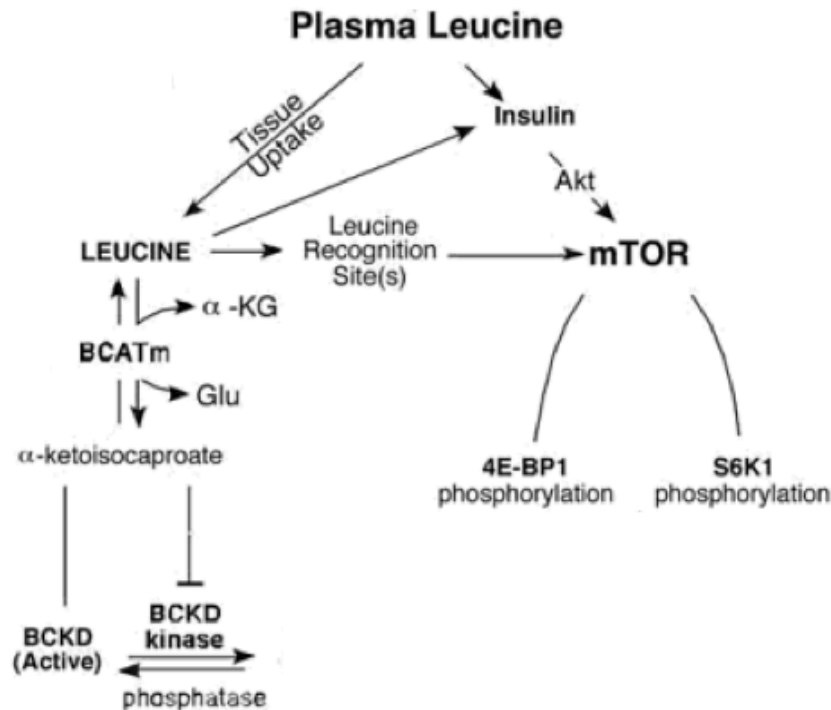 Plasma Leucine
Tissue
Uptake
Insulin
Akt
LEUCINE
Leucine
Recognition
Site(s)
mTOR
α -KG
BCATm
Glu
α-ketoisocaproate
4E-BP1
phosphorylation
S6K1
phosphorylation
BCKD
(Active)
BCKD
kinase
phosphatase